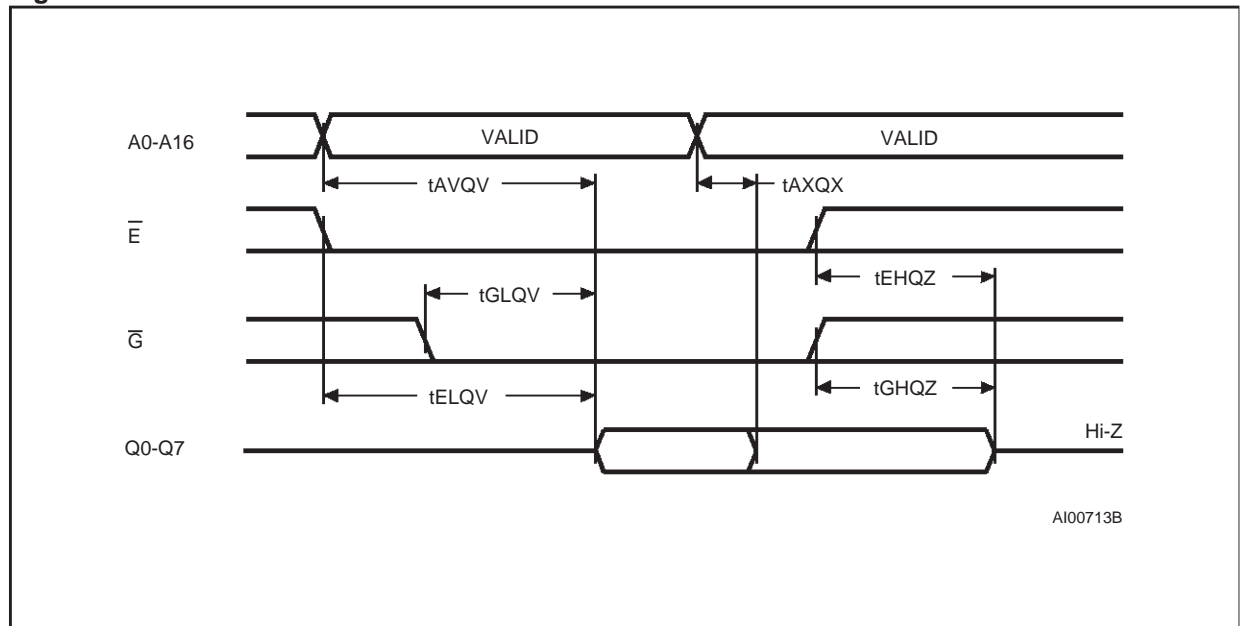 A0-A16
VALID
VALID
tAVQV
tAXQX
E̅
tEHQZ
tGLQV
G̅
tELQV
tGHQZ
Q0-Q7
Hi-Z
AI00713B